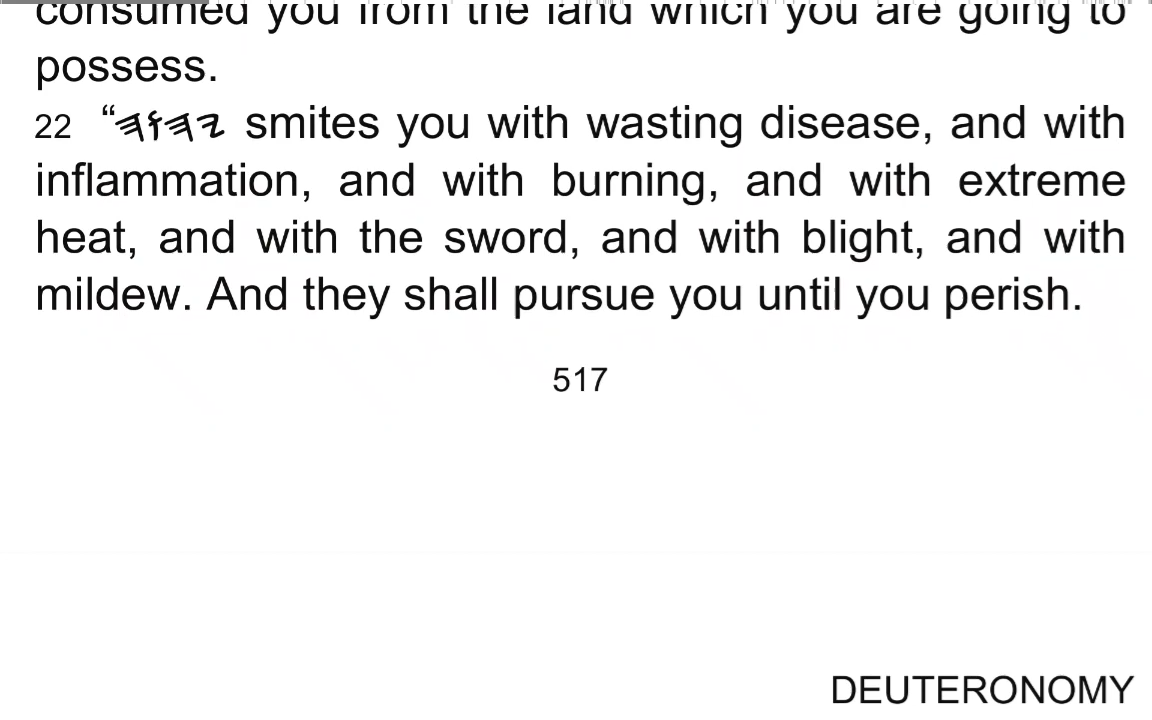 consumed you from the land which you are going to
possess.
22 “𐤉𐤄𐤅𐤄 smites you with wasting disease, and with
inflammation, and with burning, and with extreme
heat, and with the sword, and with blight, and with
mildew. And they shall pursue you until you perish.
517
DEUTERONOMY